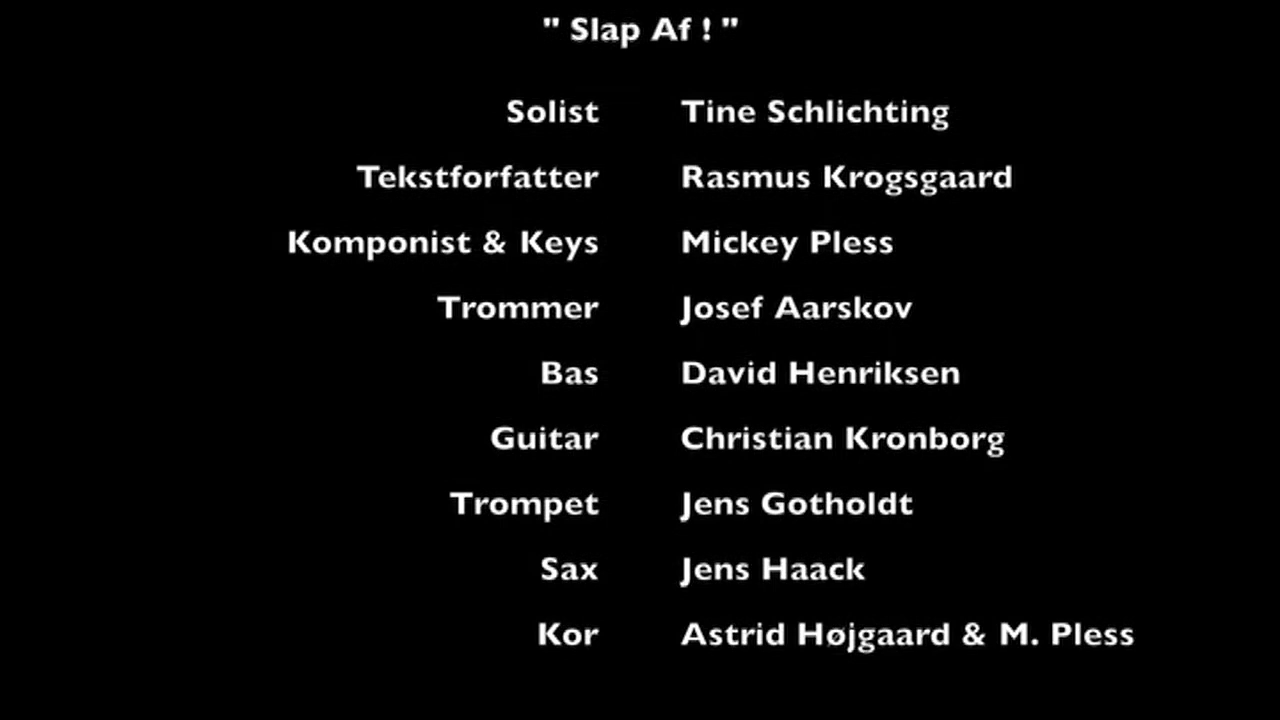 " Slap Af ! "
Solist Tine Schlichting
Tekstforfatter Rasmus Krogsgaard
Komponist & Keys Mickey Pless
Trommer Josef Aarskov
Bas David Henriksen
Guitar Christian Kronborg
Trompet Jens Gotholdt
Sax Jens Haack
Kor Astrid Højgaard & M. Pless